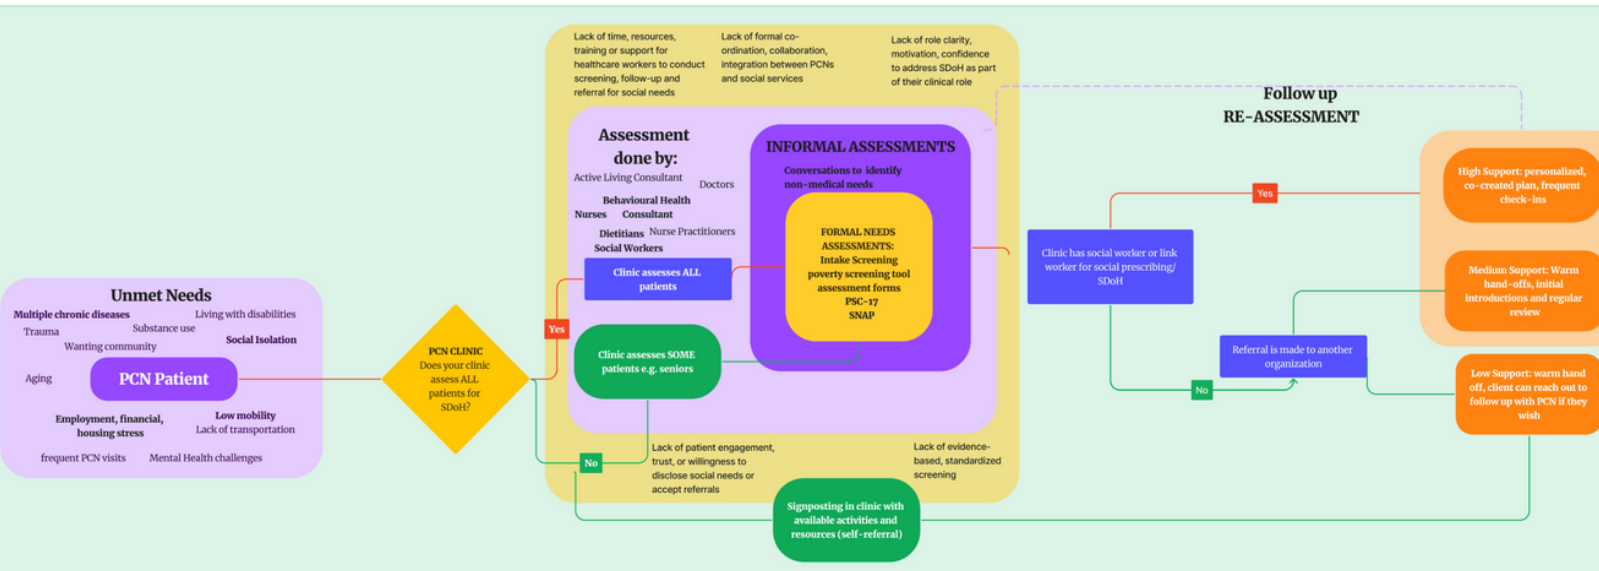 Unmet Needs
Multiple chronic diseases
Living with disabilities
Trauma
Substance use
Wanting community
Social Isolation
Aging
PCN Patient
Employment, financial,
housing stress
Low mobility
Lack of transportation
frequent PCN visits
Mental Health challenges
PCN CLINIC
Does your clinic
assess ALL
patients for
SDoH?
Yes
No
Lack of time, resources,
training or support for
healthcare workers to conduct
screening, follow-up and
referral for social needs
Lack of formal co-
ordination, collaboration,
integration between PCNs
and social services
Lack of role clarity,
motivation, confidence
to address SDoH as part
of their clinical role
Assessment
done by:
Active Living Consultant
Doctors
Behavioural Health
Consultant
Nurses
Dietitians
Nurse Practitioners
Social Workers
Clinic assesses ALL
patients
Clinic assesses SOME
patients e.g. seniors
INFORMAL ASSESSMENTS
Conversations to identify
non-medical needs
FORMAL NEEDS
ASSESSMENTS:
Intake Screening
poverty screening tool
assessment forms
PSC-17
SNAP
Lack of patient engagement,
trust, or willingness to
disclose social needs or
accept referrals
Lack of evidence-
based, standardized
screening
Signposting in clinic with
available activities and
resources (self-referral)
Follow up
RE-ASSESSMENT
Clinic has social worker or link
worker for social prescribing/
SDoH
Yes
No
Referral is made to another
organization
High Support: personalized,
co-created plan, frequent
check-ins
Medium Support: Warm
hand-offs, initial
introductions and regular
review
Low Support: warm hand
off, client can reach out to
follow up with PCN if they
wish